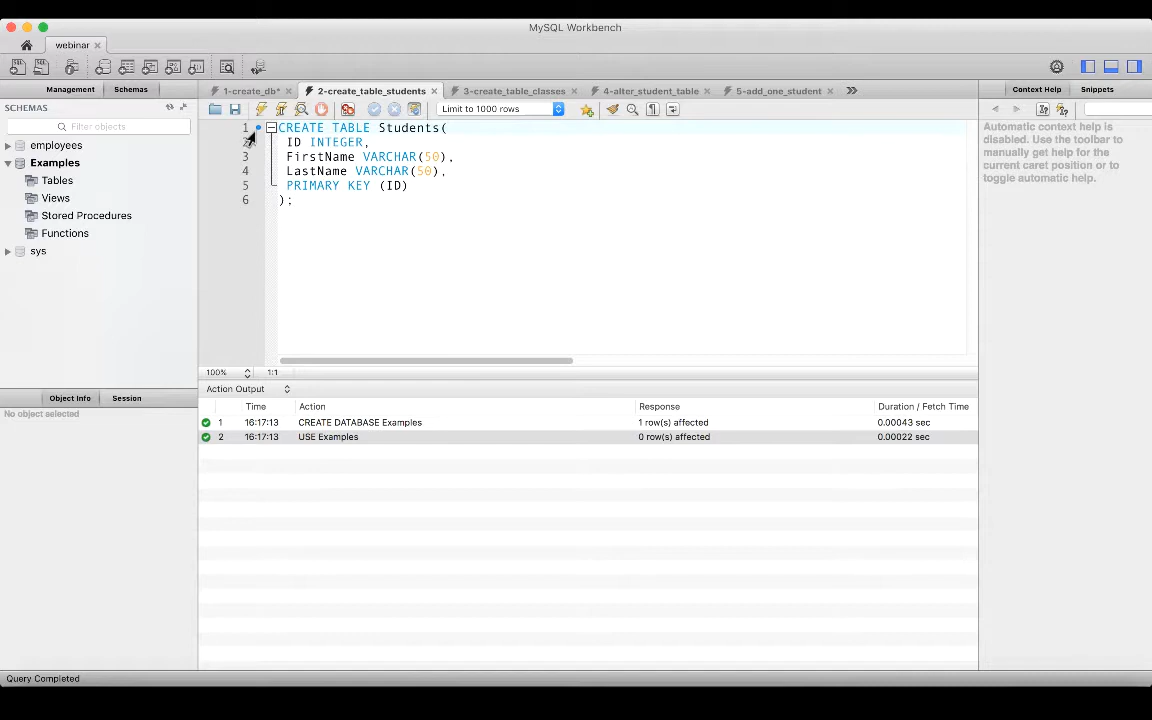 MySQL Workbench
webinar
Management Schemas
SCHEMAS
Filter objects
employees
Examples
Tables
Views
Stored Procedures
Functions
sys
Object Info Session
No object selected
1-create_db* 2-create_table_students 3-create_table_classes 4-alter_student_table 5-add_one_student
Limit to 1000 rows
1 CREATE TABLE Students(
2 ID INTEGER,
3 FirstName VARCHAR(50),
4 LastName VARCHAR(50),
5 PRIMARY KEY (ID)
6 );
100% 1:1
Action Output
Time Action Response Duration / Fetch Time
1 16:17:13 CREATE DATABASE Examples 1 row(s) affected 0.00043 sec
2 16:17:13 USE Examples 0 row(s) affected 0.00022 sec
Context Help Snippets
Automatic context help is
disabled. Use the toolbar to
manually get help for the
current caret position or to
toggle automatic help.
Query Completed